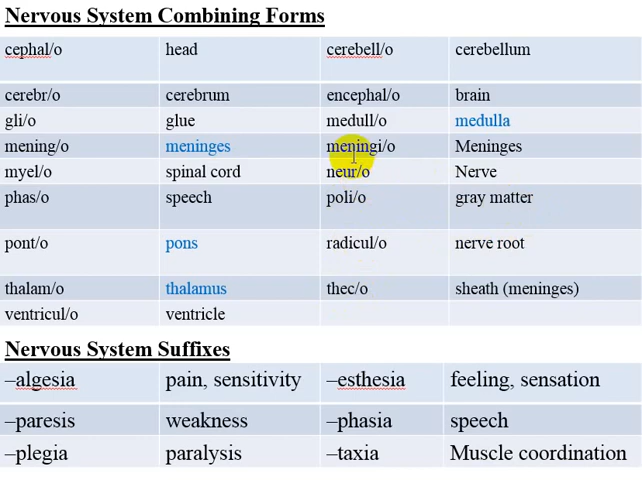 Nervous System Combining Forms
cephal/o head cerebell/o cerebellum
cerebr/o cerebrum encephal/o brain
gli/o glue medull/o medulla
mening/o meninges meningi/o Meninges
myel/o spinal cord neur/o Nerve
phas/o speech poli/o gray matter
pont/o pons radicul/o nerve root
thalam/o thalamus thec/o sheath (meninges)
ventricul/o ventricle
Nervous System Suffixes
–algesia pain, sensitivity –esthesia feeling, sensation
–paresis weakness –phasia speech
–plegia paralysis –taxia Muscle coordination